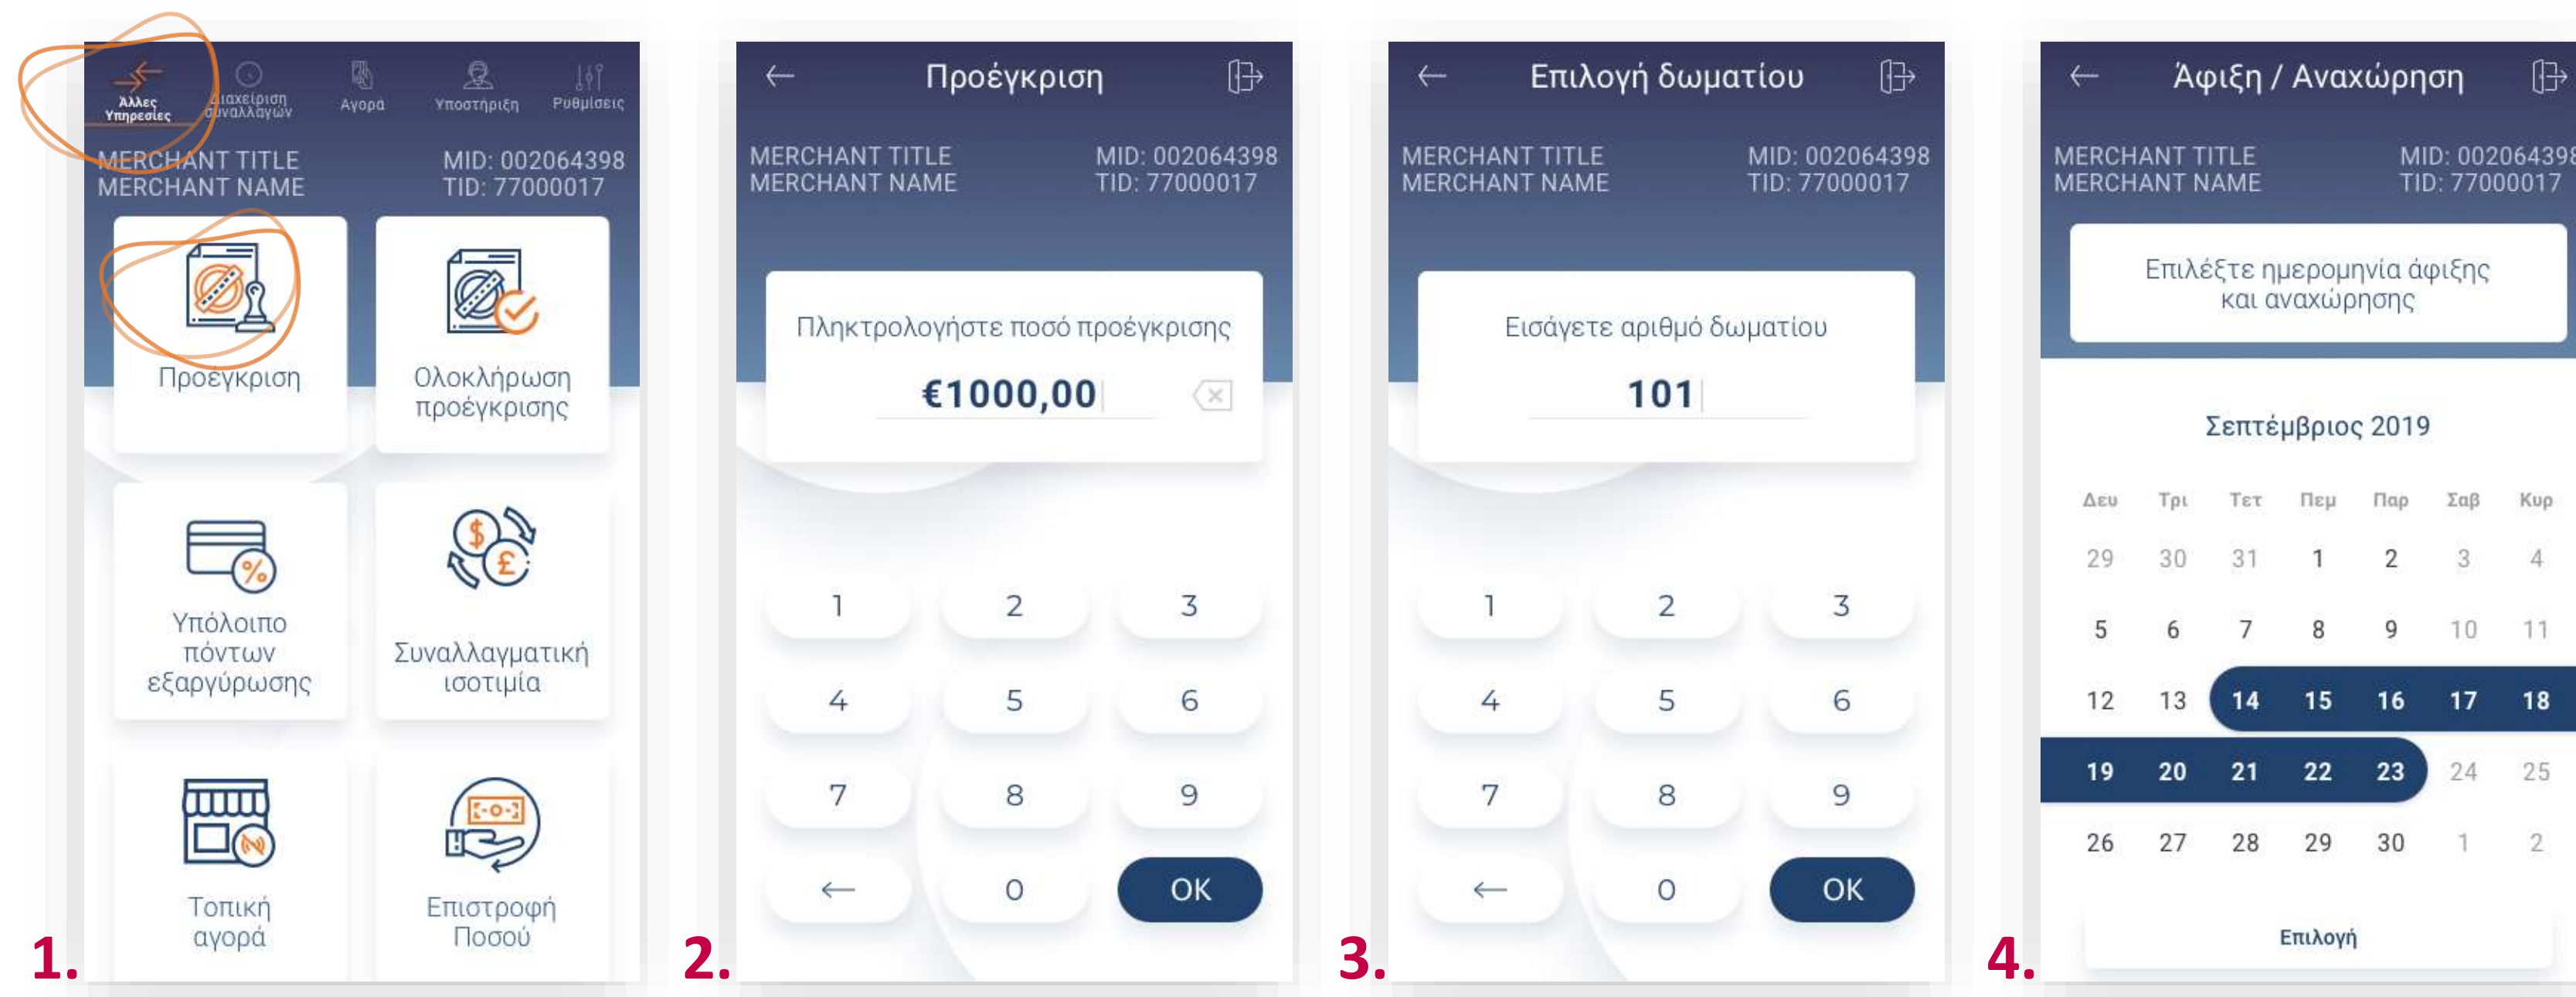 Άλλες
Υπηρεσίες
Διαχείριση
συναλλαγών
Αγορά
Υποστήριξη
Ρυθμίσεις
MERCHANT TITLE
MERCHANT NAME
MID: 002064398
TID: 77000017
Προέγκριση
Ολοκλήρωση
προέγκρισης
Υπόλοιπο
πόντων
εξαργύρωσης
Συναλλαγματική
ισοτιμία
Τοπική
αγορά
Επιστροφή
Ποσού
1.
Προέγκριση
MERCHANT TITLE
MERCHANT NAME
MID: 002064398
TID: 77000017
Πληκτρολογήστε ποσό προέγκρισης
€1000,00
1 2 3
4 5 6
7 8 9
0 OK
2.
Επιλογή δωματίου
MERCHANT TITLE
MERCHANT NAME
MID: 002064398
TID: 77000017
Εισάγετε αριθμό δωματίου
101
1 2 3
4 5 6
7 8 9
0 OK
3.
Άφιξη / Αναχώρηση
MERCHANT TITLE
MERCHANT NAME
MID: 002064398
TID: 77000017
Επιλέξτε ημερομηνία άφιξης
και αναχώρησης
Σεπτέμβριος 2019
Δευ Τρι Τετ Πεμ Παρ Σαβ Κυρ
29 30 31 1 2 3 4
5 6 7 8 9 10 11
12 13 14 15 16 17 18
19 20 21 22 23 24 25
26 27 28 29 30 1 2
Επιλογή
4.